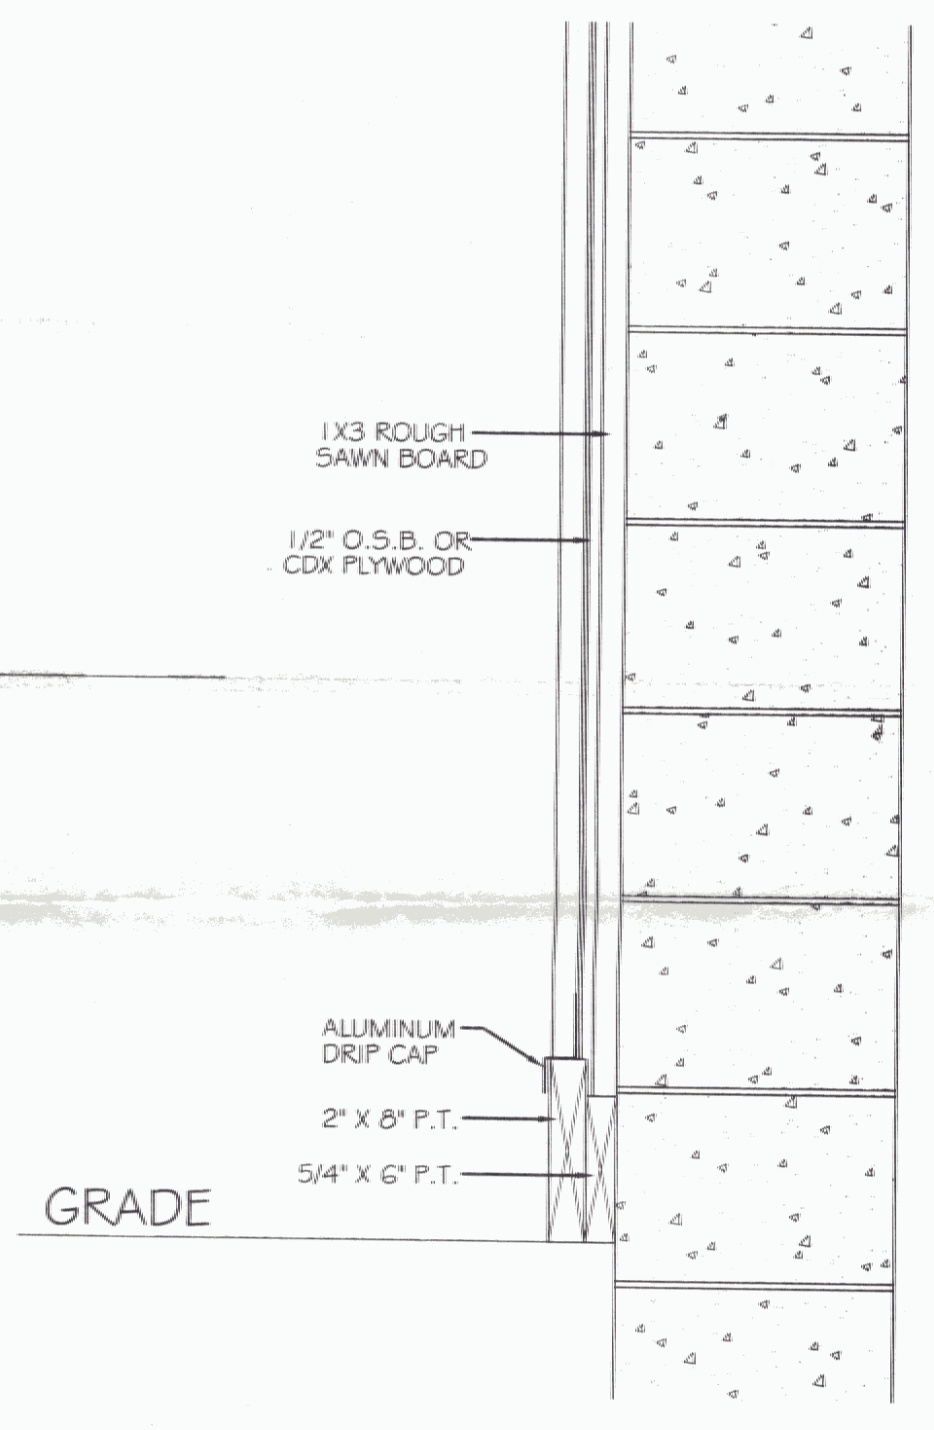 1X3 ROUGH
SAWN BOARD
1/2" O.S.B. OR
CDX PLYWOOD
ALUMINUM
DRIP CAP
2" X 8" P.T.
5/4" X 6" P.T.
GRADE